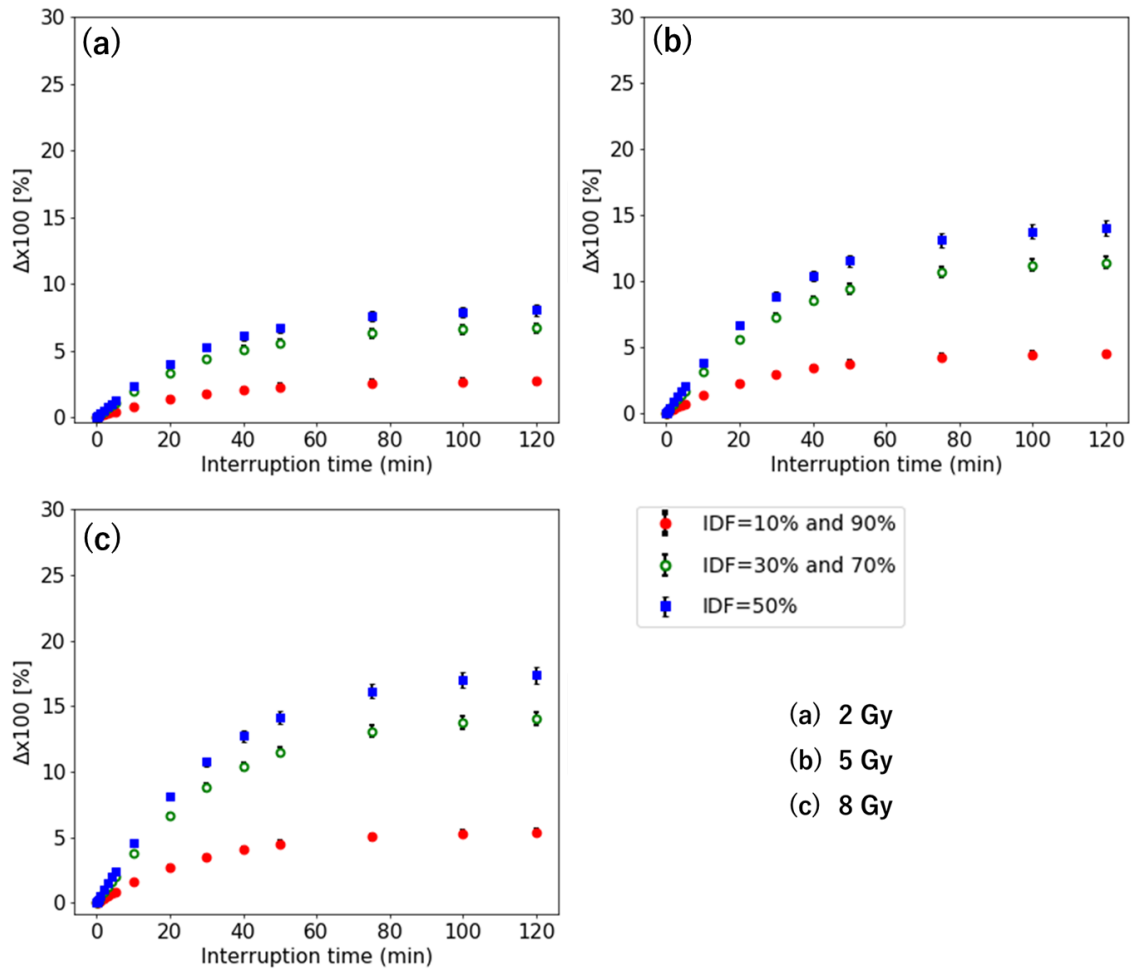 (a)
30
25
20
15
10
5
0
Δx100 [%]
0 20 40 60 80 100 120
Interruption time (min)
(b)
30
25
20
15
10
5
0
Δx100 [%]
0 20 40 60 80 100 120
Interruption time (min)
(c)
30
25
20
15
10
5
0
Δx100 [%]
0 20 40 60 80 100 120
Interruption time (min)
IDF=10% and 90%
IDF=30% and 70%
IDF=50%
(a) 2 Gy
(b) 5 Gy
(c) 8 Gy